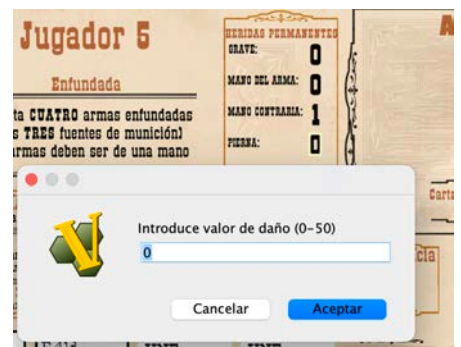 Jugador 5
Enfundada
ta CUATRO armas enfundadas
s TRES fuentes de munición)
armas deben ser de una mano
HERIDAS PERMANENTES
GRAVE: 0
MANO DEL ARMA: 0
MANO CONTRARIA: 1
PIERNA: 0
A
Carta
cia
Introduce valor de daño (0-50)
0
Cancelar
Aceptar